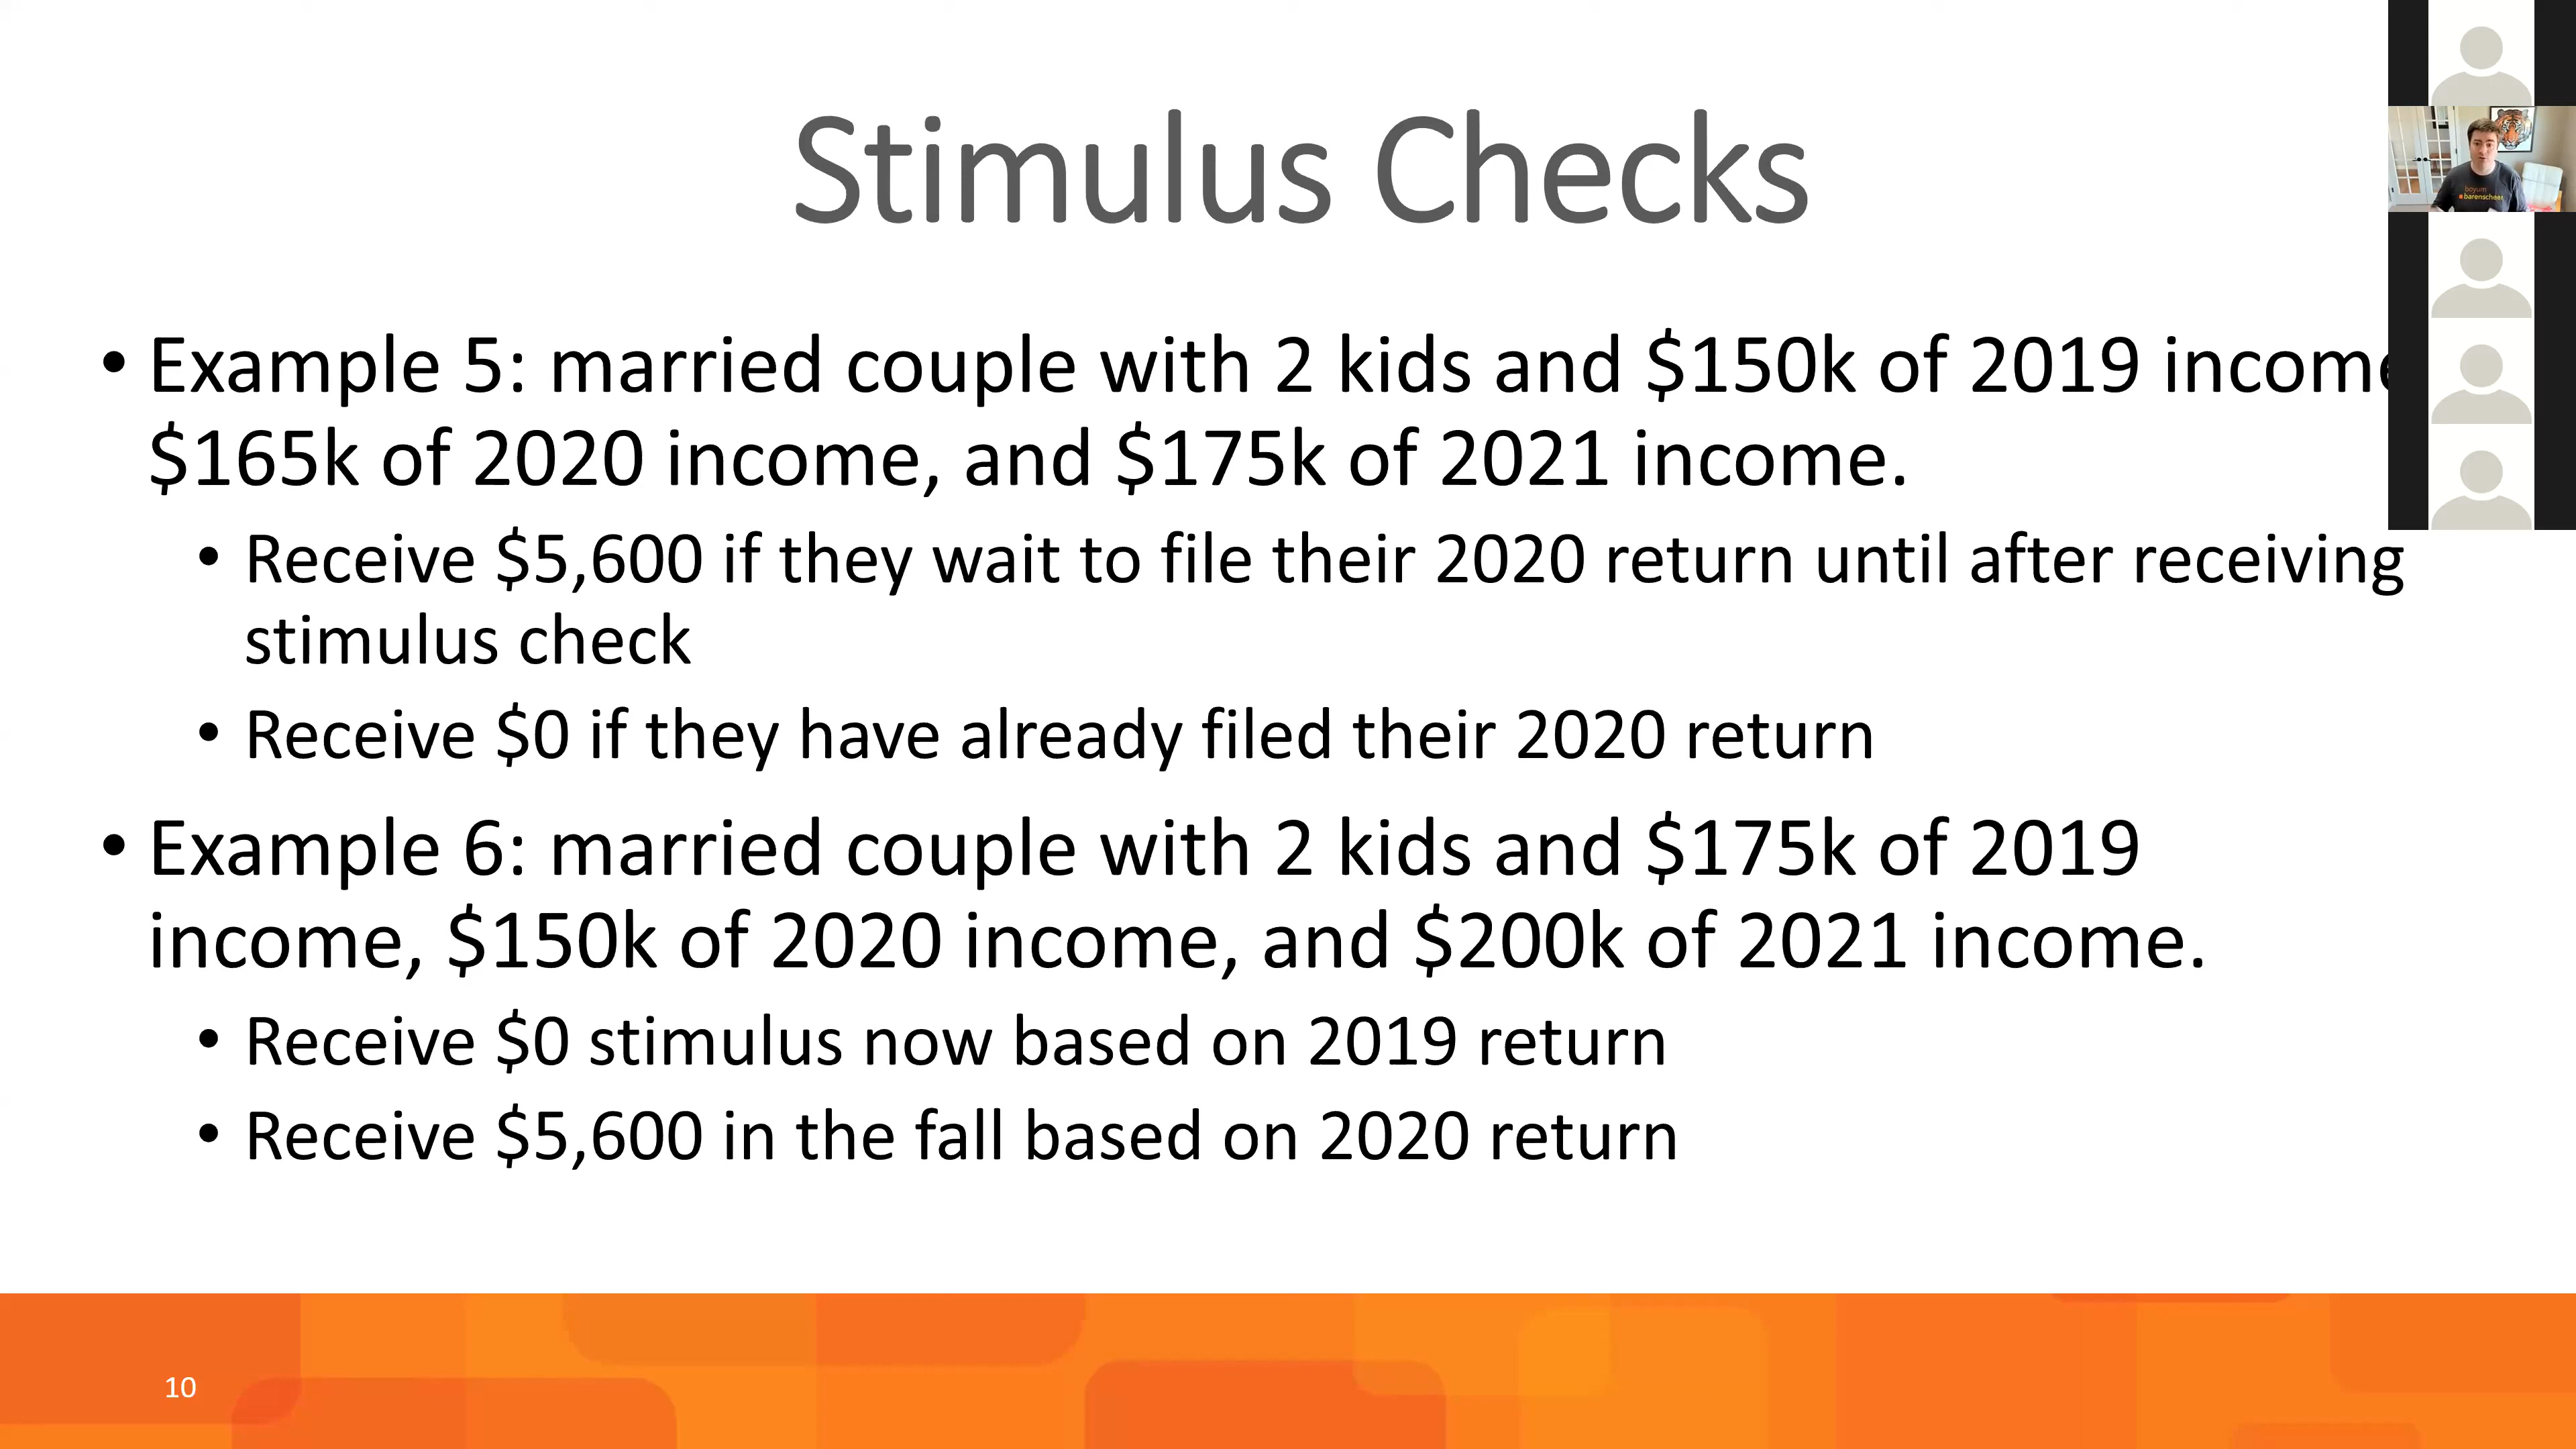 Stimulus Checks
• Example 5: married couple with 2 kids and $150k of 2019 income
$165k of 2020 income, and $175k of 2021 income.
• Receive $5,600 if they wait to file their 2020 return until after receiving
stimulus check
• Receive $0 if they have already filed their 2020 return
• Example 6: married couple with 2 kids and $175k of 2019
income, $150k of 2020 income, and $200k of 2021 income.
• Receive $0 stimulus now based on 2019 return
• Receive $5,600 in the fall based on 2020 return
10
boyum
barenscheer